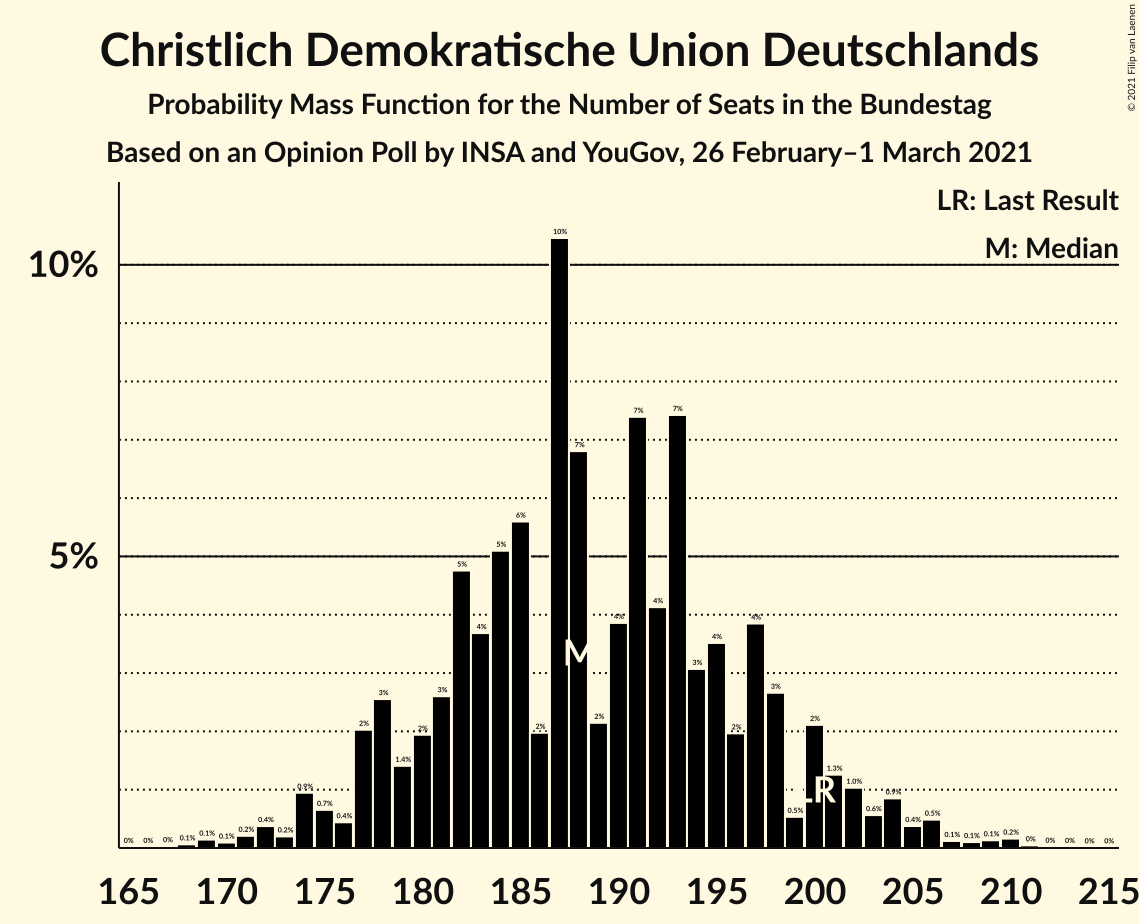 Christlich Demokratische Union Deutschlands
Probability Mass Function for the Number of Seats in the Bundestag
Based on an Opinion Poll by INSA and YouGov, 26 February–1 March 2021
© 2021 Filip van Laenen
LR: Last Result
M: Median
10%
5%
0% 0% 0% 0.1% 0.1% 0.1% 0.2% 0.4% 0.2% 0.9% 0.7% 0.4% 2% 3% 1.4% 2% 3% 5% 4% 5% 6% 2% 10% 7% 2% 4% 7% 4% 7% 3% 4% 2% 4% 3% 0.5% 2% 1.3% 1.0% 0.6% 0.9% 0.4% 0.5% 0.1% 0.1% 0.1% 0.2% 0% 0% 0% 0% 0%
M
LR
165 170 175 180 185 190 195 200 205 210 215